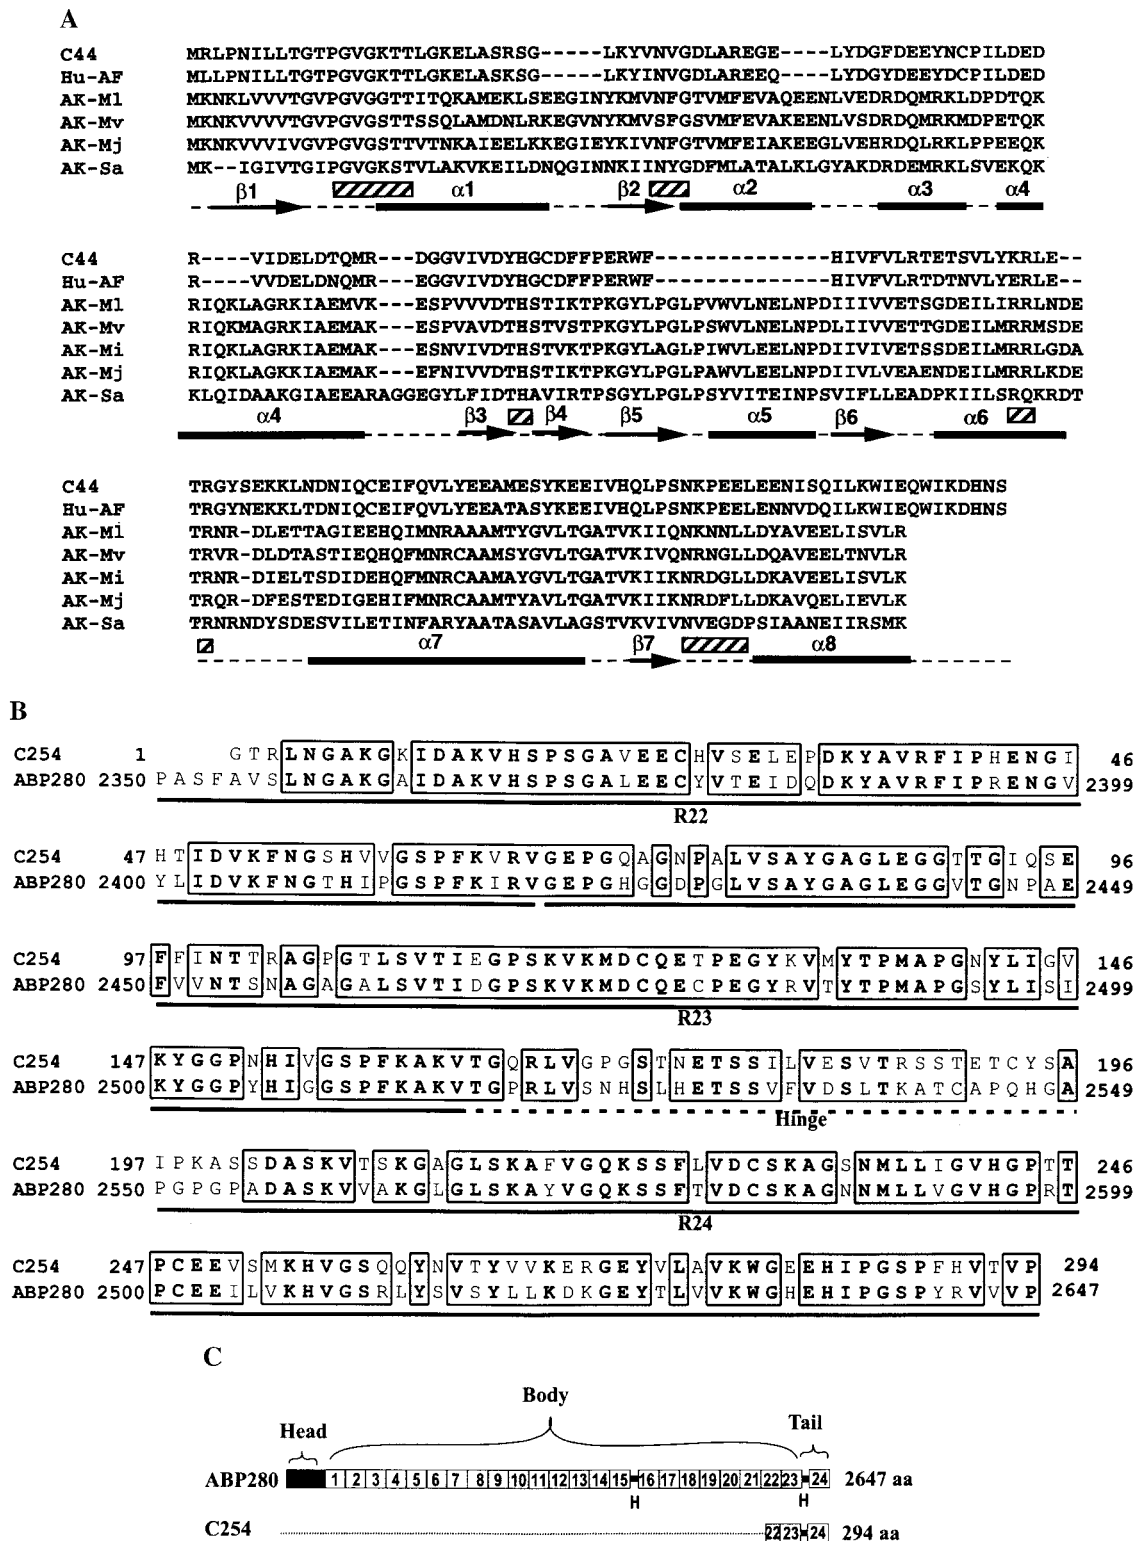 A
C44 MRLPNILLTGTPGVGKTTLGKELASRSG-----LKYVNVGDLAREGE----LYDGFDEEYNCPILDED
Hu-AF MLLPNILLTGTPGVGKTTLGKELASKSG-----LKYINVGDLAREEQ----LYDGYDEEYDCPILDED
AK-Ml MKNKLVVVTGVPGVGGTTITQKAMEKLSEEGINYKMVNFGTVMFEVAQEENLVEDRDQMRKLDPDTQK
AK-Mv MKNKVVVVTGVPGVGSTTSSQLAMDNLRKEGVNYKMVSFGSVMFEVAKEENLVSDRDQMRKMDPETQK
AK-Mj MKNKVVVIVGVPGVGSTTVTNKAIEELKKEGIEYKIVNFGTVMFEIAKEEGLVEHRDQLRKLPPEEQK
AK-Sa MK--IGIVTGIPGVGKSTVLAKVKEILDNQGINNKIINYGDFMLATALKLGYAKDRDEMRKLSVEKQK
β1 α1 β2 α2 α3 α4
C44 R----VIDELDTQMR---DGGVIVDYHGCDFFPERWF--------------HIVFVLRTETSVLYKRLE--
Hu-AF R----VVDELDNQMR---EGGVIVDYHGCDFFPERWF--------------HIVFVLRTDTNVLYERLE--
AK-Ml RIQKLAGRKIAEMVK---ESPVVVDTHSTIKTPKGYLPGLPVWVLNELNPDIIIVVETSGDEILIRRLNDE
AK-Mv RIQKMAGRKIAEMAK---ESPVAVDTHSTVSTPKGYLPGLPSWVLNELNPDLIIVVETTGDEILMRRMSDE
AK-Mi RIQKLAGRKIAEMAK---ESNVIVDTHSTVKTPKGYLAGLPIWVLEELNPDIIVIVETSSDEILMRRLGDA
AK-Mj RIQKLAGRKIAEMAK---EFNIVVDTHSTIKTPKGYLPGLPAWVLEELNPDIIVLVEAENDEILMRRLKDE
AK-Sa KLQIDAAKGIAEEARAGGEGYLFIDTHAVIRTPSGYLPGLPSYVITEINPSVIFLLEADPKIILSRQKRDT
α4 β3 β4 β5 α5 β6 α6
C44 TRGYSEKKLNDNIQCEIFQVLYEEAMESYKEEIVHQLPSNKPEELEENISQILKWIEQWIKDHNS
Hu-AF TRGYNEKKLTDNIQCEIFQVLYEEATASYKEEIVHQLPSNKPEELENNVDQILKWIEQWIKDHNS
AK-Ml TRNR-DLETTAGIEEHQIMNRAAAMTYGVLTGATVKIIQNKNNLLDYAVEELISVLR
AK-Mv TRVR-DLDTASTIEQHQFMNRCAAMSYGVLTGATVKIVQNRNGLLDQAVEELTNVLR
AK-Mi TRNR-DIELTSDIDEHQFMNRCAAMAYGVLTGATVKIIKNRDGLLDKAVEELISVLK
AK-Mj TRQR-DFESTEDIGEHIFMNRCAAMTYAVLTGATVKIIKNRDFLLDKAVQELIEVLK
AK-Sa TRNRNDYSDESVILETINFARYAATASAVLAGSTVKVIVNVEGDPSIAANEIIRSMK
α7 β7 α8
B
C254 1 GTRLNGAKGKIDAKVHSPSGAVEECHVSELEPDKYAVRFIPHENGI 46
ABP280 2350 PASFAVSLNGAKGAIDAKVHSPSGALEECYVTEIDQDKYAVRFIPRENGV 2399
R22
C254 47 HTIDVKFNGSHVVGSPFKVRVGEPGQAGNPALVSAYGAGLEGGTTGIQSE 96
ABP280 2400 YLIDVKFNGTHIPGSPFKIRVGEPGHGGDPGLVSAYGAGLEGGVTGNPAE 2449
C254 97 FFINTTRAGPGTLSVTIEGPSKVKMDCQETPEGYKVMYTPMAPGNYLIGV 146
ABP280 2450 FVVNTSNAGAGALSVTIDGPSKVKMDCQECPEGYRVTYTPMAPGSYLISI 2499
R23
C254 147 KYGGPNHIVGSPFKAKVTGQRLVGPGSTNETSSILVESVTRSSTETCYSA 196
ABP280 2500 KYGGPYHIGGSPFKAKVTGPRLVSNHSLHETSSVFVDSLTKATCAPQHGA 2549
Hinge
C254 197 IPKASSDASKVTSKGAGLSKAFVGQKSSFLVDCSKAGSNMLLIGVHGPTT 246
ABP280 2550 PGPGPADASKVVAKGLGLSKAYVGQKSSFTVDCSKAGNNMLLVGVHGPRT 2599
R24
C254 247 PCEEVSMKHVGSQQYNVTYVVKERGEYVLAVKWGEEHIPGSPFHVTVP 294
ABP280 2500 PCEEILVKHVGSRLYSVSYLLKDKGEYTLVVKWGHEHIPGSPYRVVVP 2647
C
Body
Head Tail
ABP280 1 2 3 4 5 6 7 8 9 10 11 12 13 14 15 16 17 18 19 20 21 22 23 24 2647 aa
H H
C254 22 23 24 294 aa